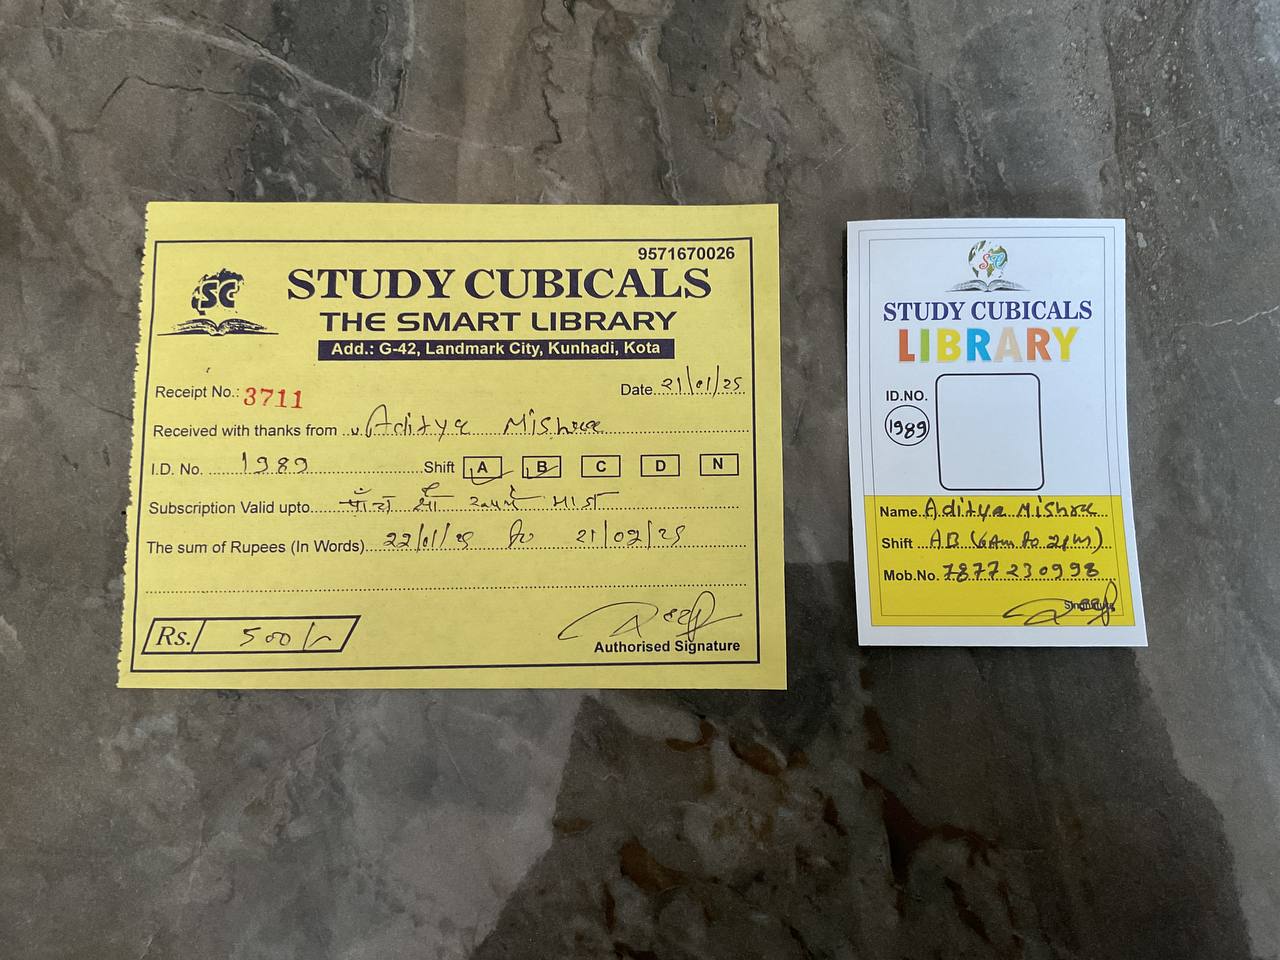 9571670026
SC
STUDY CUBICALS
THE SMART LIBRARY
Add.: G-42, Landmark City, Kunhadi, Kota
Receipt No.: 3711 Date 21/01/25
Received with thanks from Aditya Mishra
I.D. No. 1989 Shift A B C D N
Subscription Valid upto पाँच सौ रूपये मात्र
The sum of Rupees (In Words) 22/01/25 to 21/02/25
Rs. 500/-
Authorised Signature
SC
STUDY CUBICALS
LIBRARY
ID.NO.
1989
Name Aditya Mishra
Shift AB (6Am to 2pm)
Mob.No. 7877230998